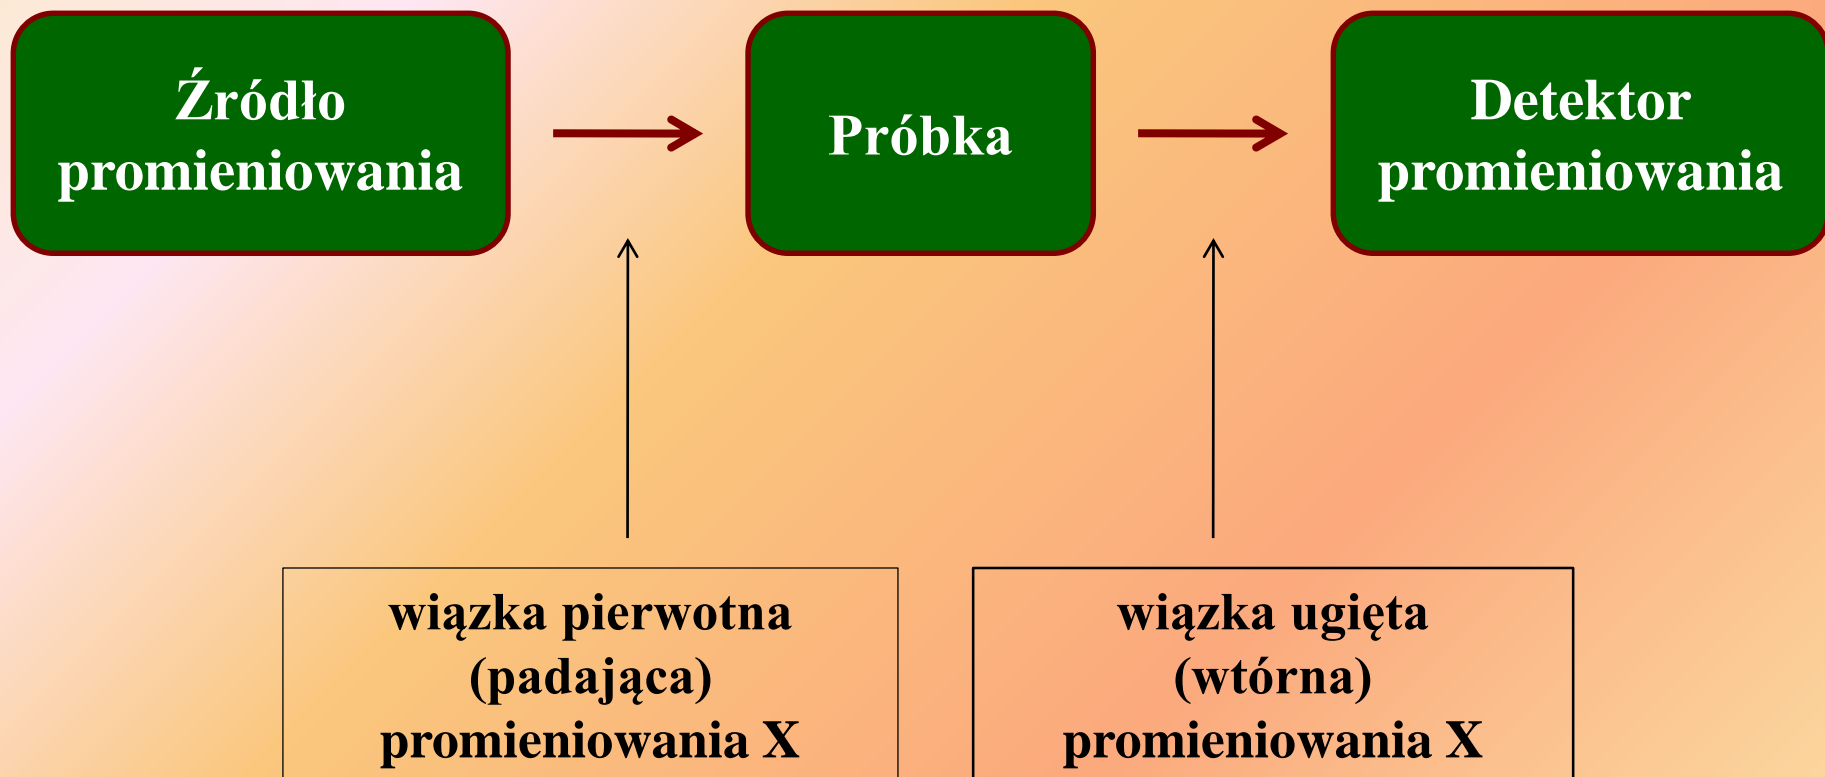 Źródło
promieniowania
Próbka
Detektor
promieniowania
wiązka pierwotna
(padająca)
promieniowania X
wiązka ugięta
(wtórna)
promieniowania X